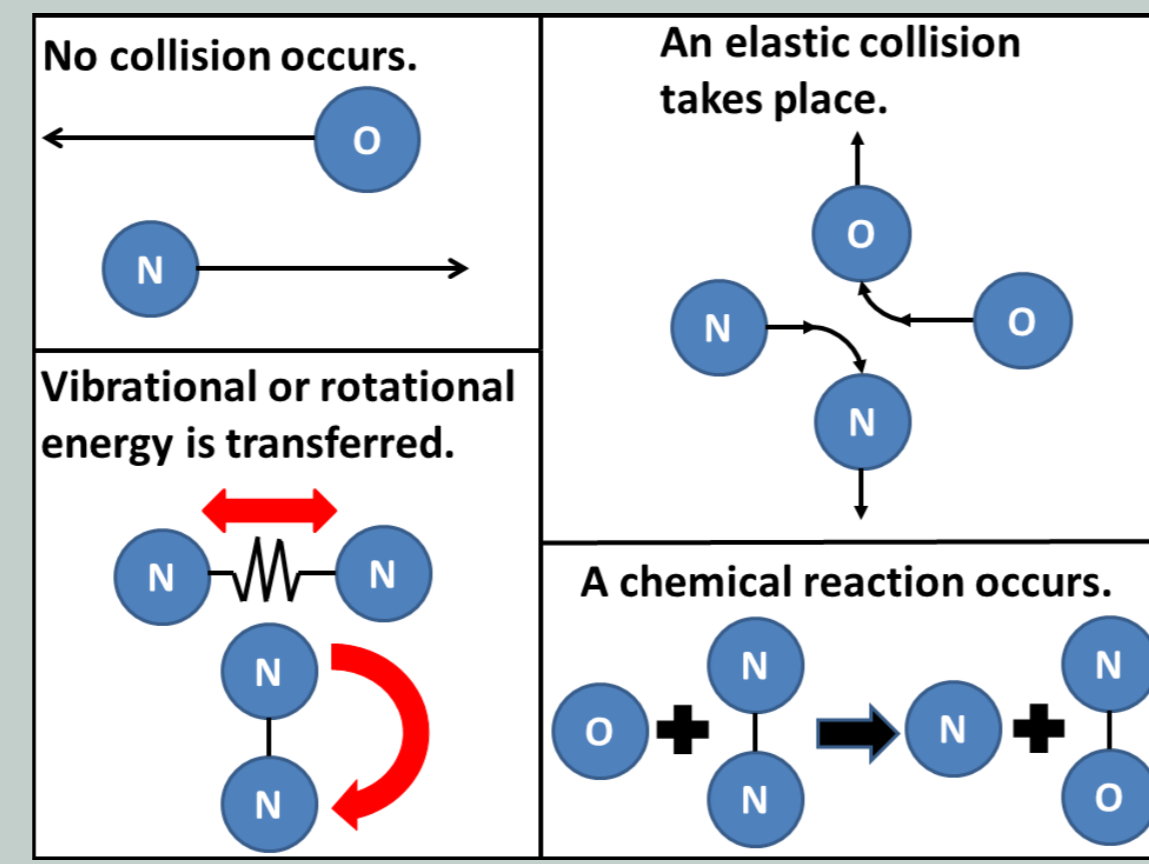 No collision occurs.
O
N
An elastic collision
takes place.
O
N
O
N
Vibrational or rotational
energy is transferred.
N
N
N
N
A chemical reaction occurs.
N
N
O
N
N
O